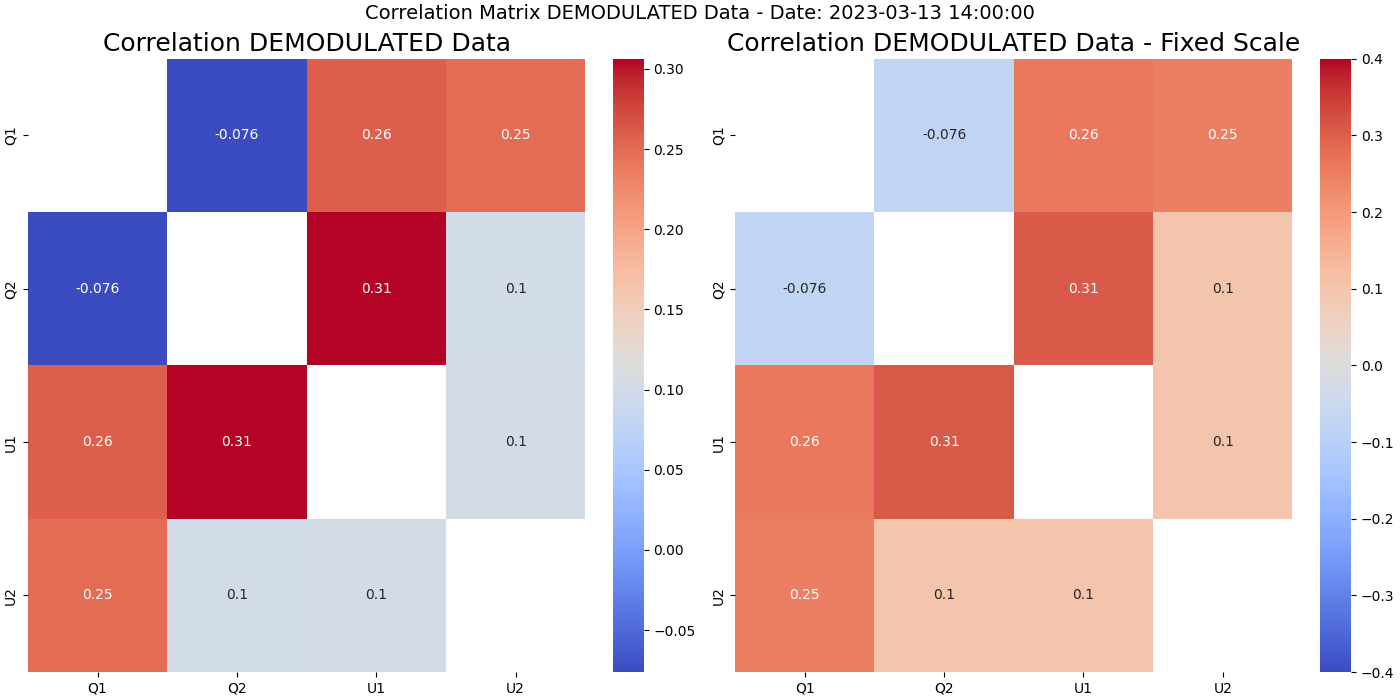 Correlation Matrix DEMODULATED Data - Date: 2023-03-13 14:00:00
Correlation DEMODULATED Data
Q1
-0.076
0.26
0.25
Q2
-0.076
0.31
0.1
U1
0.26
0.31
0.1
U2
0.25
0.1
0.1
Q1
Q2
U1
U2
0.30
0.25
0.20
0.15
0.10
0.05
0.00
−0.05
Correlation DEMODULATED Data - Fixed Scale
Q1
-0.076
0.26
0.25
Q2
-0.076
0.31
0.1
U1
0.26
0.31
0.1
U2
0.25
0.1
0.1
Q1
Q2
U1
U2
0.4
0.3
0.2
0.1
0.0
−0.1
−0.2
−0.3
−0.4